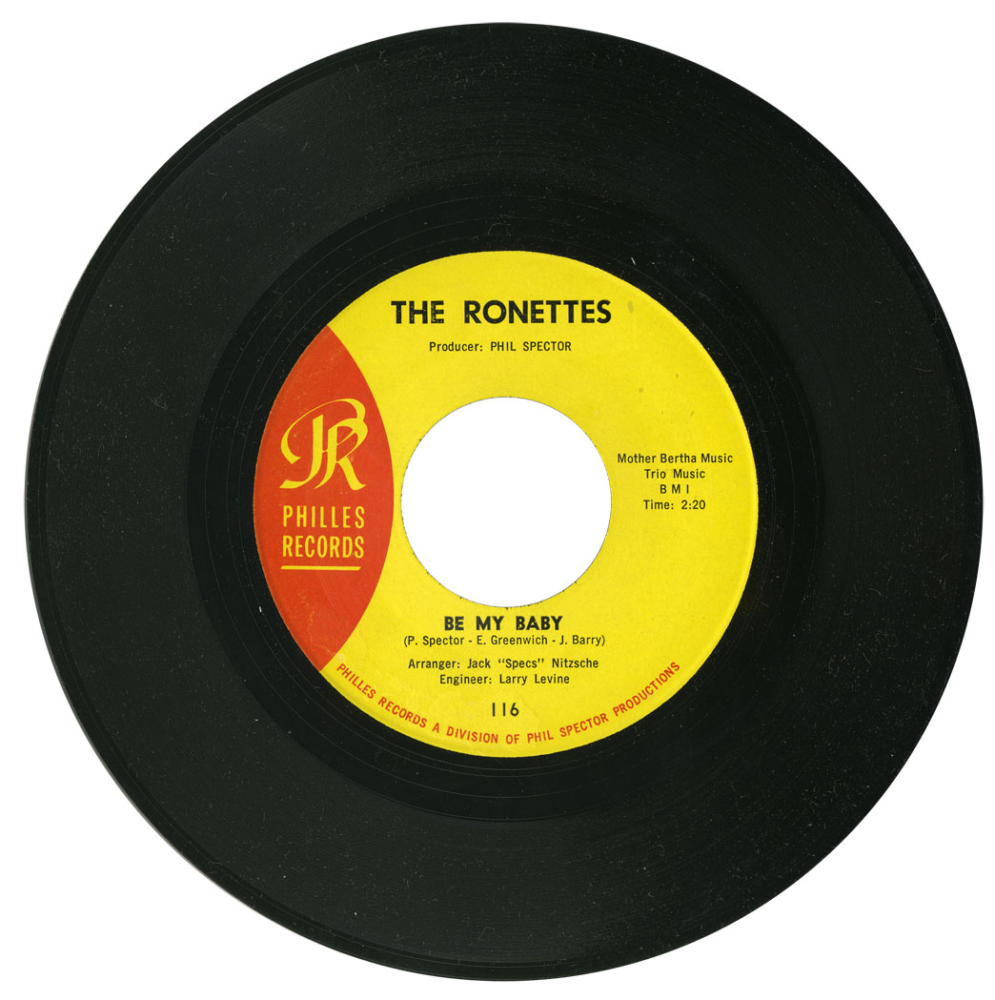 THE RONETTES
Producer: PHIL SPECTOR
PR
PHILLES
RECORDS
Mother Bertha Music
Trio Music
BMI
Time: 2:20
BE MY BABY
(P. Spector - E. Greenwich - J. Barry)
Arranger: Jack "Specs" Nitzsche
Engineer: Larry Levine
116
PHILLES RECORDS A DIVISION OF PHIL SPECTOR PRODUCTIONS